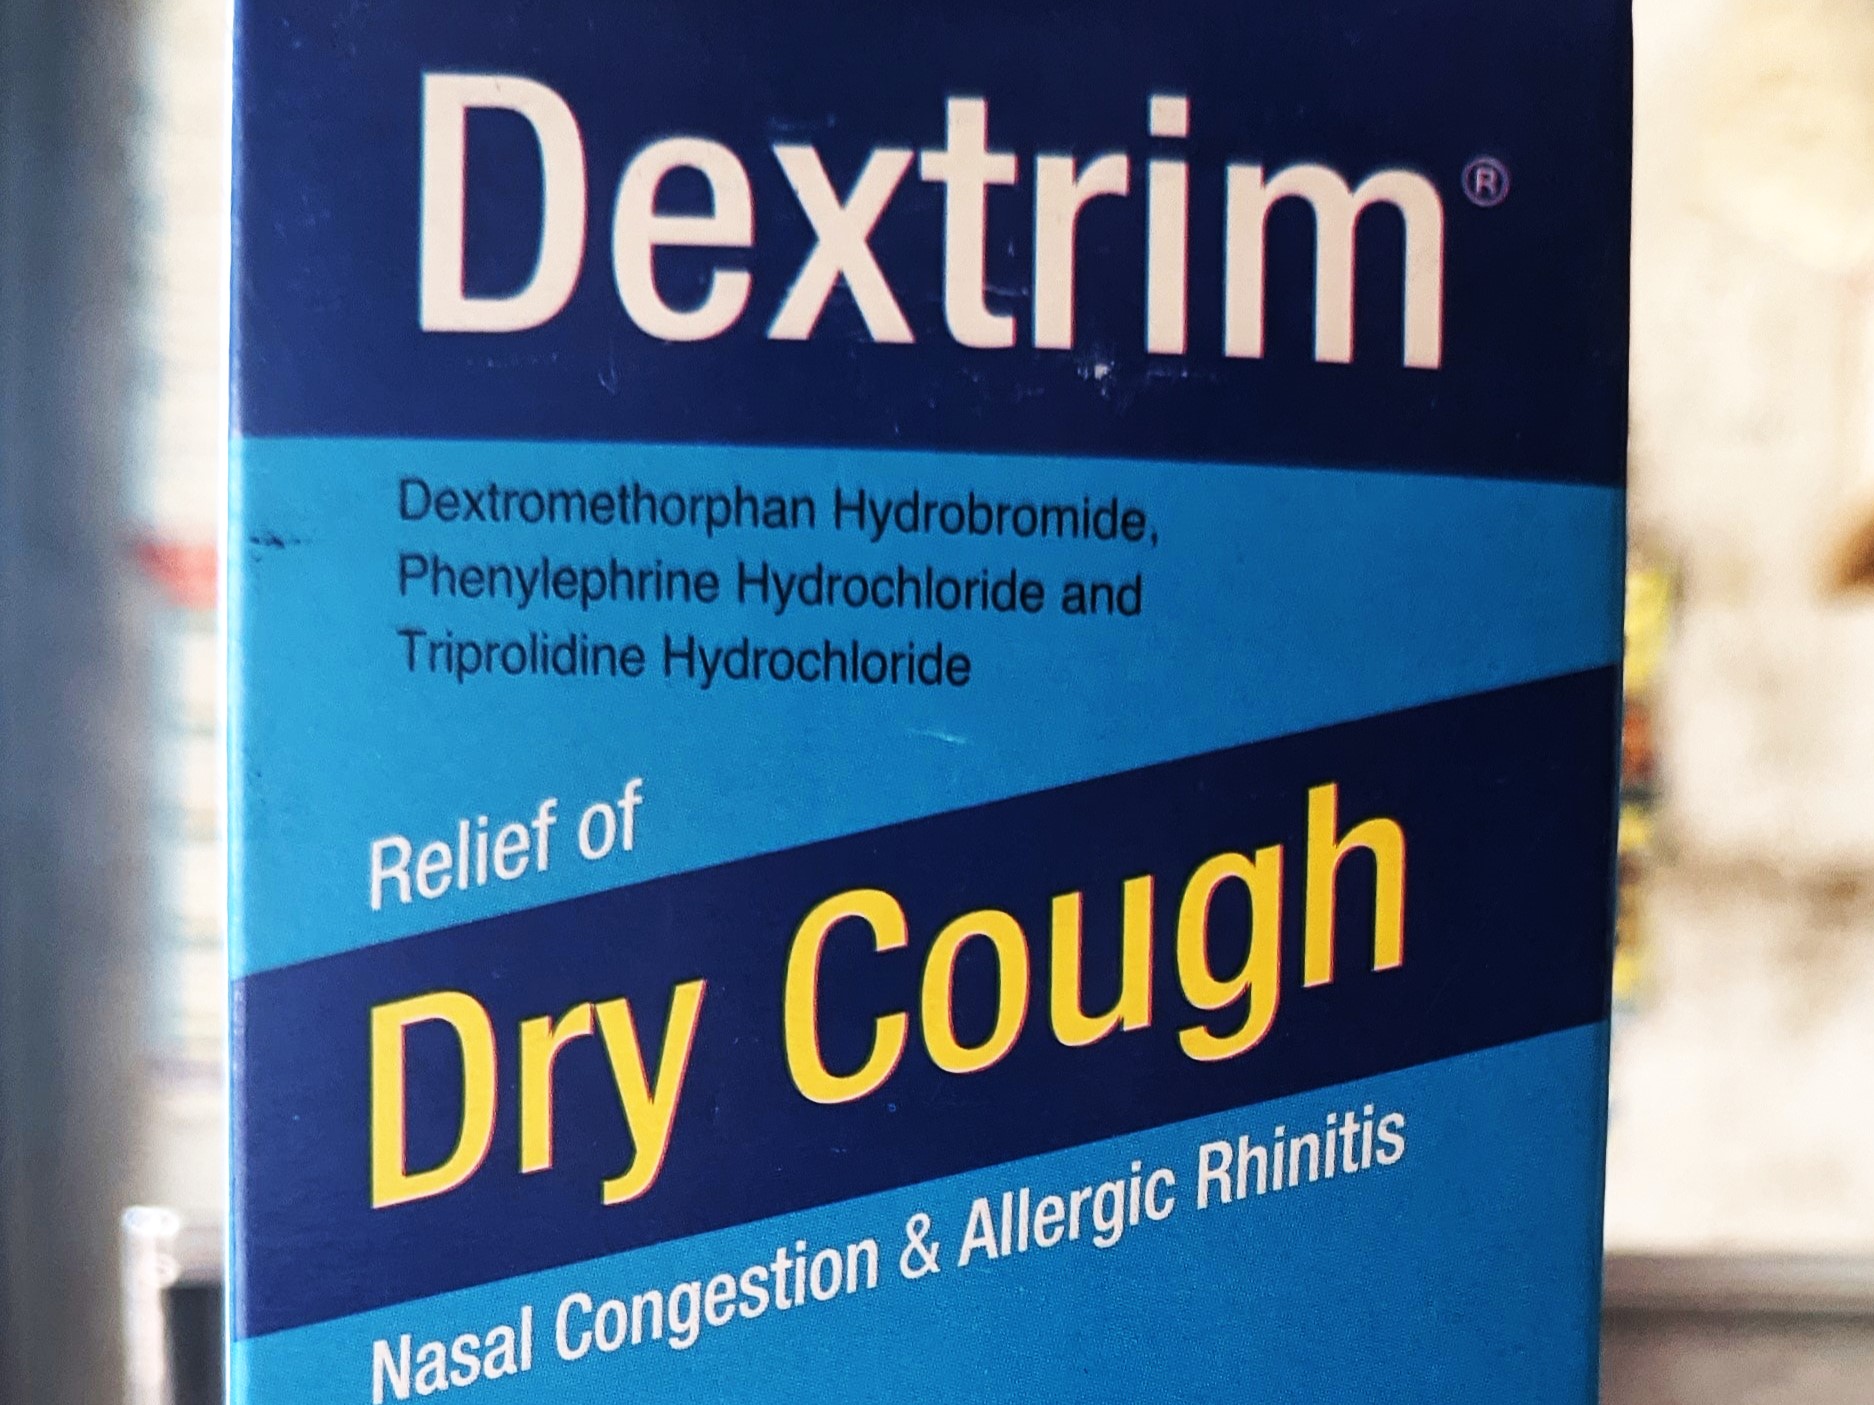 Dextrim®
Dextromethorphan Hydrobromide,
Phenylephrine Hydrochloride and
Triprolidine Hydrochloride
Relief of
Dry Cough
Nasal Congestion & Allergic Rhinitis